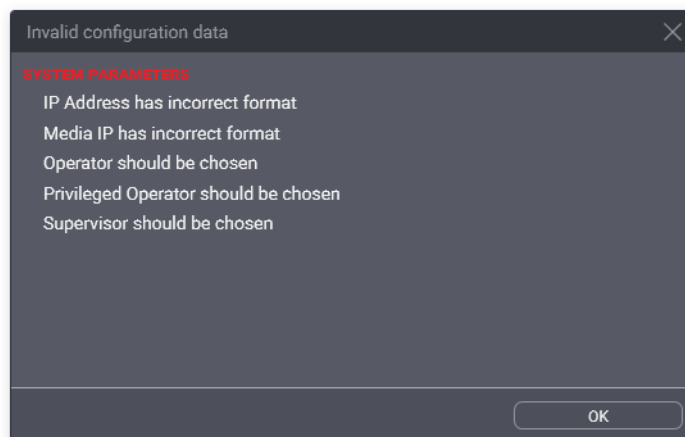 Invalid configuration data
SYSTEM PARAMETERS
IP Address has incorrect format
Media IP has incorrect format
Operator should be chosen
Privileged Operator should be chosen
Supervisor should be chosen
OK